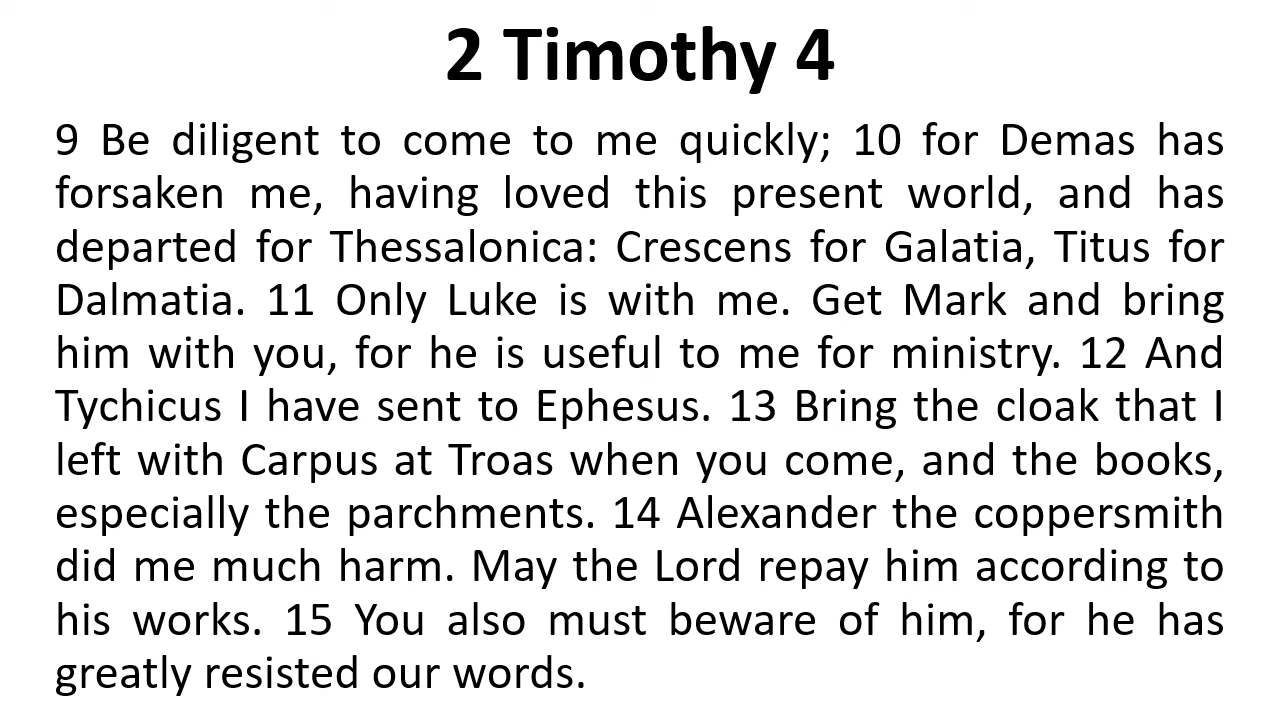 2 Timothy 4
9 Be diligent to come to me quickly; 10 for Demas has
forsaken me, having loved this present world, and has
departed for Thessalonica: Crescens for Galatia, Titus for
Dalmatia. 11 Only Luke is with me. Get Mark and bring
him with you, for he is useful to me for ministry. 12 And
Tychicus I have sent to Ephesus. 13 Bring the cloak that I
left with Carpus at Troas when you come, and the books,
especially the parchments. 14 Alexander the coppersmith
did me much harm. May the Lord repay him according to
his works. 15 You also must beware of him, for he has
greatly resisted our words.